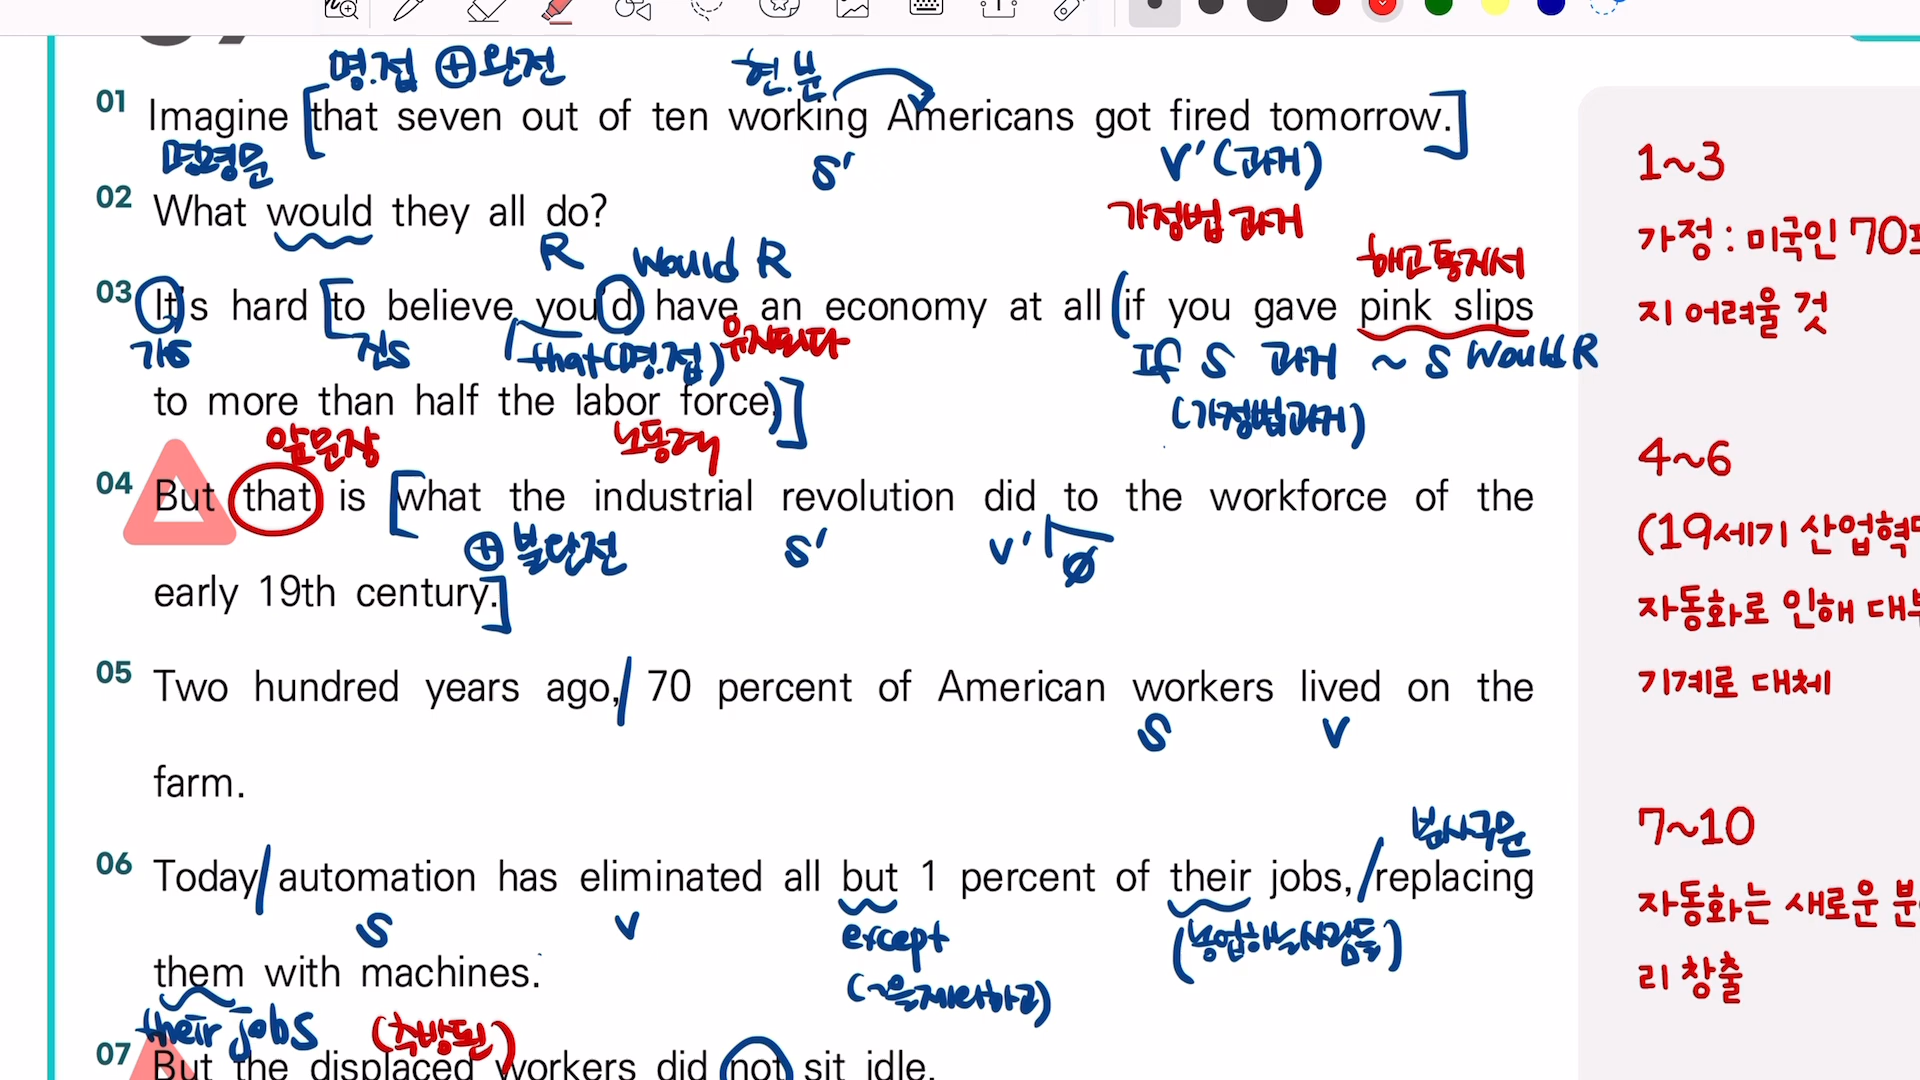 명.접 ⊕ 완전 현.분
01 Imagine [that seven out of ten working Americans got fired tomorrow.]
명령문 S' V' (과거)
02 What would they all do?
가정법 과거
R would R 해고 통지서
03 It's hard [to believe you'd have an economy at all (if you gave pink slips
가S 진S that(명.접) 유지되다 If S 과거 ~ S would R
to more than half the labor force.)]
(가정법과거)
앞문장 노동력
04 But that is [what the industrial revolution did to the workforce of the
⊕ 불완전 S' V' ∅
early 19th century.]
05 Two hundred years ago, / 70 percent of American workers lived on the
S V
farm.
분사구문
06 Today / automation has eliminated all but 1 percent of their jobs, / replacing
S V except (농업하는사람들)
them with machines.
(~을제외하고)
their jobs (추방된)
07 But the displaced workers did not sit idle.
1~3
가정 : 미국인 70
지 어려울 것
4~6
(19세기 산업혁
자동화로 인해 대
기계로 대체
7~10
자동화는 새로운
리 창출